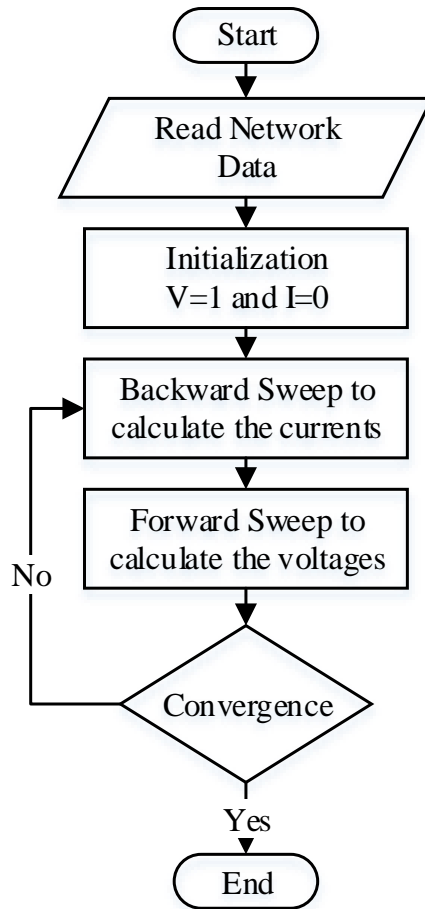 Start
Read Network
Data
Initialization
V=1 and I=0
Backward Sweep to
calculate the currents
Forward Sweep to
calculate the voltages
No
Convergence
Yes
End